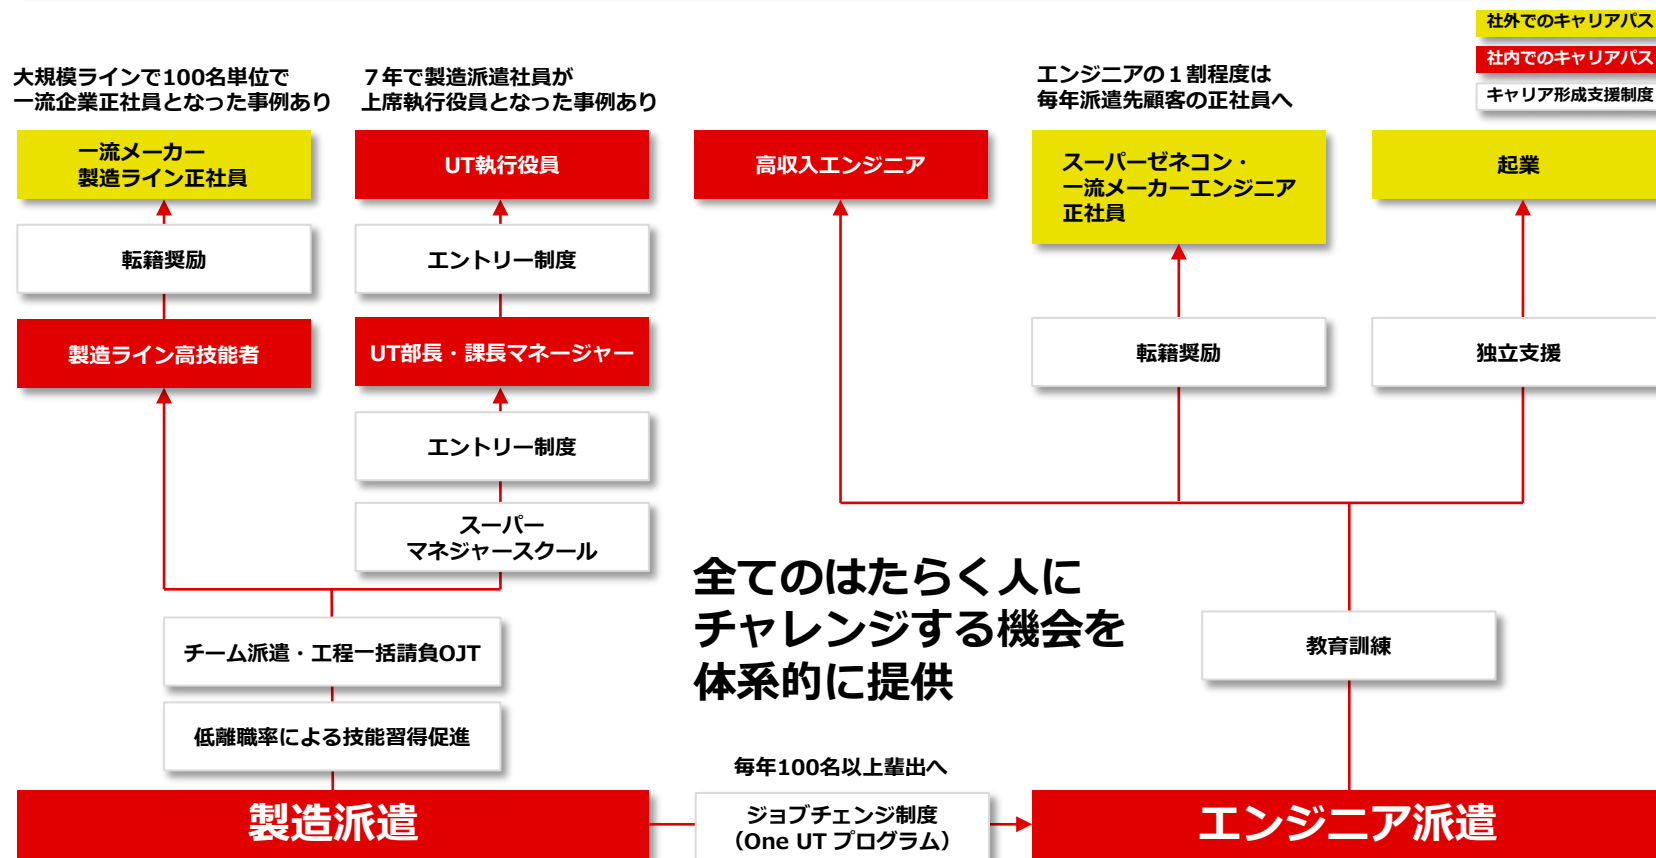 社外でのキャリアパス
社内でのキャリアパス
キャリア形成支援制度
大規模ラインで100名単位で
一流企業正社員となった事例あり
７年で製造派遣社員が
上席執行役員となった事例あり
エンジニアの１割程度は
毎年派遣先顧客の正社員へ
一流メーカー
製造ライン正社員
UT執行役員
高収入エンジニア
スーパーゼネコン・
一流メーカーエンジニア
正社員
起業
転籍奨励
エントリー制度
製造ライン高技能者
UT部長・課長マネージャー
転籍奨励
独立支援
エントリー制度
スーパー
マネジャースクール
全てのはたらく人に
チャレンジする機会を
体系的に提供
チーム派遣・工程一括請負OJT
教育訓練
低離職率による技能習得促進
毎年100名以上輩出へ
製造派遣
ジョブチェンジ制度
（One UT プログラム）
エンジニア派遣